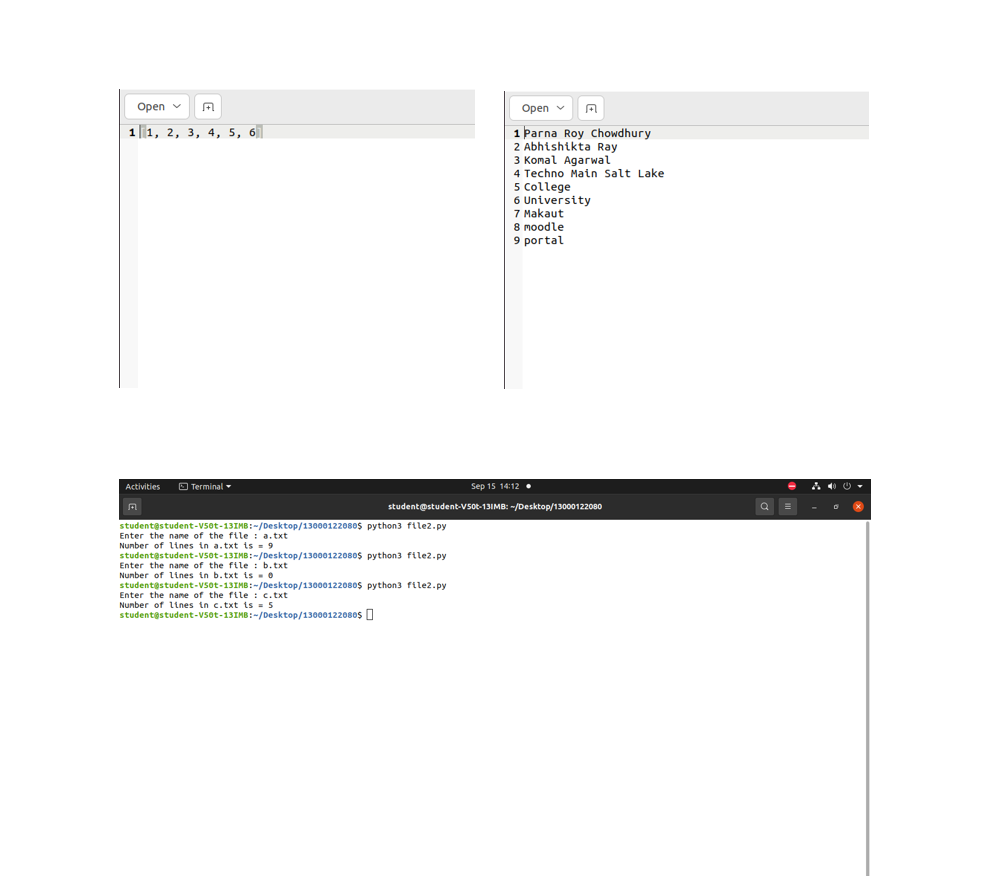 Open
1 [1, 2, 3, 4, 5, 6]
Open
1 Parna Roy Chowdhury
2 Abhishikta Ray
3 Komal Agarwal
4 Techno Main Salt Lake
5 College
6 University
7 Makaut
8 moodle
9 portal
Activities Terminal Sep 15 14:12
student@student-V50t-13IMB: ~/Desktop/13000122080
student@student-V50t-13IMB:~/Desktop/13000122080$ python3 file2.py
Enter the name of the file : a.txt
Number of lines in a.txt is = 9
student@student-V50t-13IMB:~/Desktop/13000122080$ python3 file2.py
Enter the name of the file : b.txt
Number of lines in b.txt is = 0
student@student-V50t-13IMB:~/Desktop/13000122080$ python3 file2.py
Enter the name of the file : c.txt
Number of lines in c.txt is = 5
student@student-V50t-13IMB:~/Desktop/13000122080$